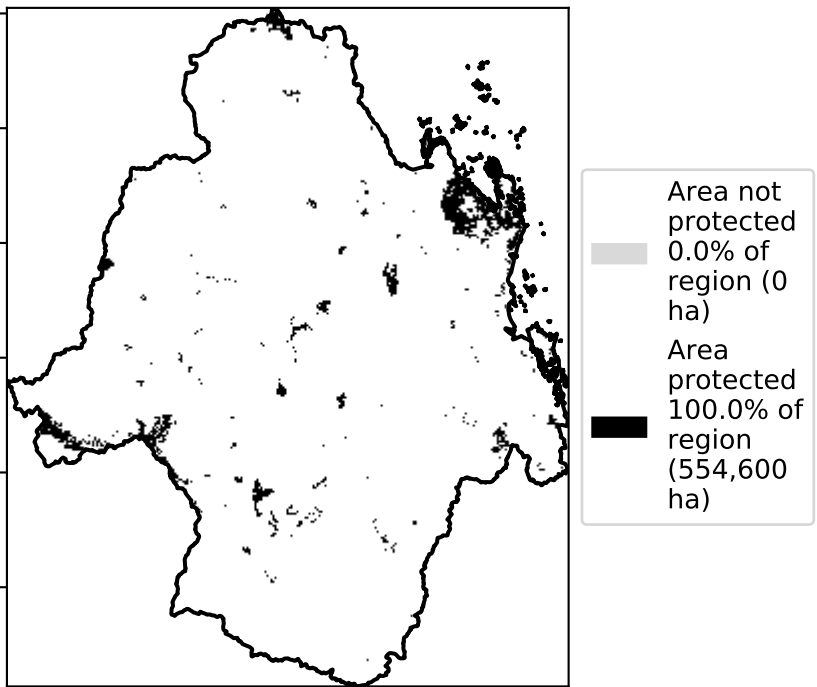 Area not
protected
0.0% of
region (0
ha)
Area
protected
100.0% of
region
(554,600
ha)